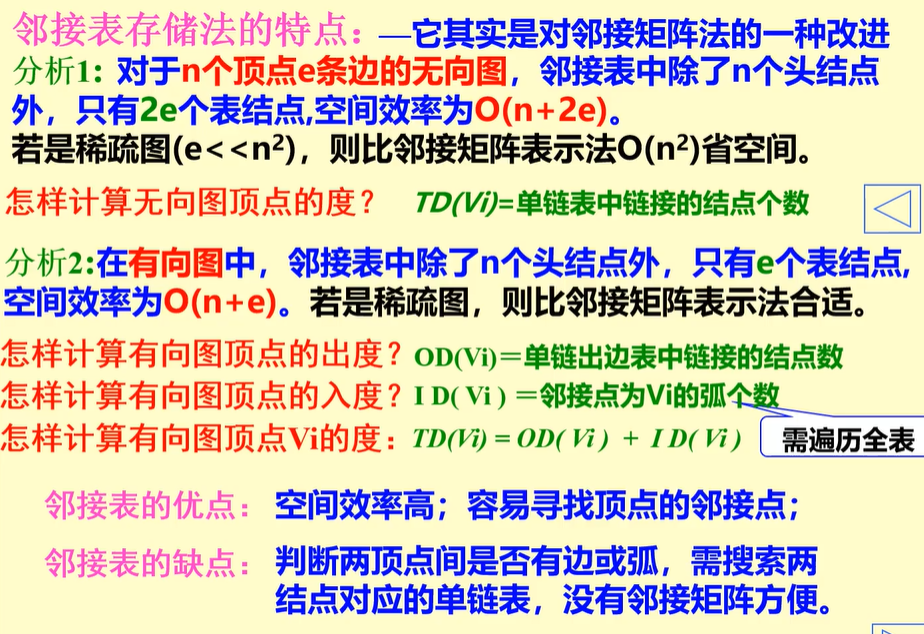 邻接表存储法的特点：—它其实是对邻接矩阵法的一种改进
分析1：对于n个顶点e条边的无向图，邻接表中除了n个头结点
外，只有2e个表结点,空间效率为O(n+2e)。
若是稀疏图(e<<n²)，则比邻接矩阵表示法O(n²)省空间。
怎样计算无向图顶点的度？ TD(Vi)=单链表中链接的结点个数
分析2:在有向图中，邻接表中除了n个头结点外，只有e个表结点,
空间效率为O(n+e)。若是稀疏图，则比邻接矩阵表示法合适。
怎样计算有向图顶点的出度？OD(Vi)＝单链出边表中链接的结点数
怎样计算有向图顶点的入度？I D( Vi ) ＝邻接点为Vi的弧个数
怎样计算有向图顶点Vi的度：TD(Vi) = OD( Vi ) + I D( Vi )
需遍历全表
邻接表的优点： 空间效率高；容易寻找顶点的邻接点；
邻接表的缺点： 判断两顶点间是否有边或弧，需搜索两
结点对应的单链表，没有邻接矩阵方便。